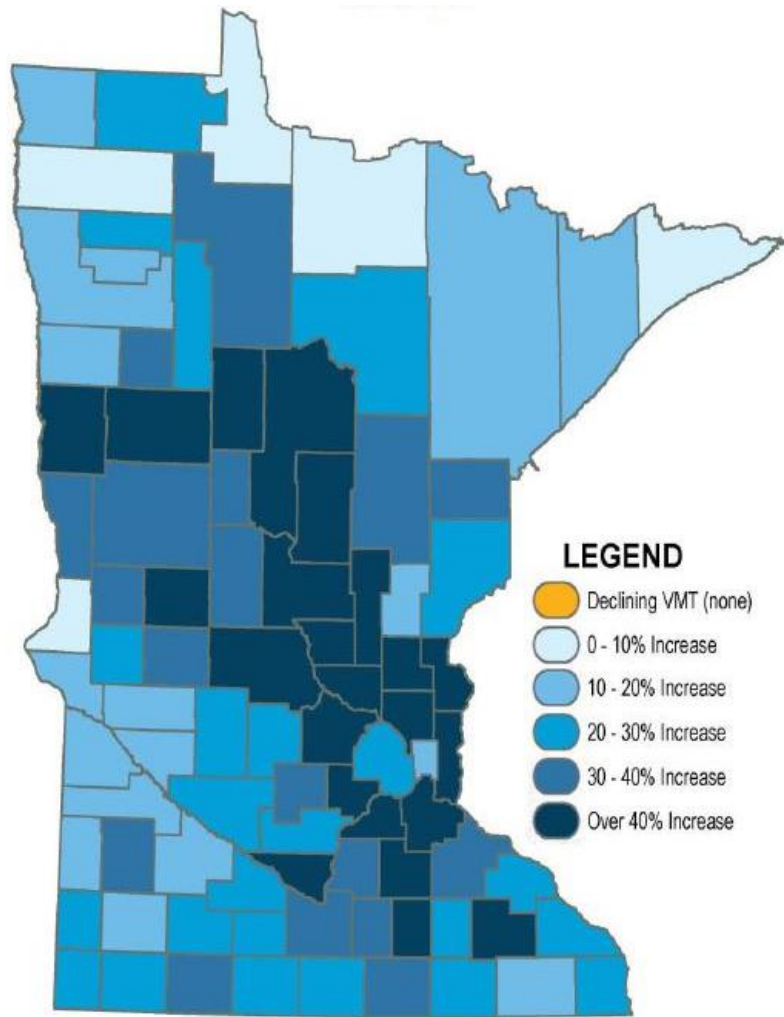 LEGEND
Declining VMT (none)
0 - 10% Increase
10 - 20% Increase
20 - 30% Increase
30 - 40% Increase
Over 40% Increase